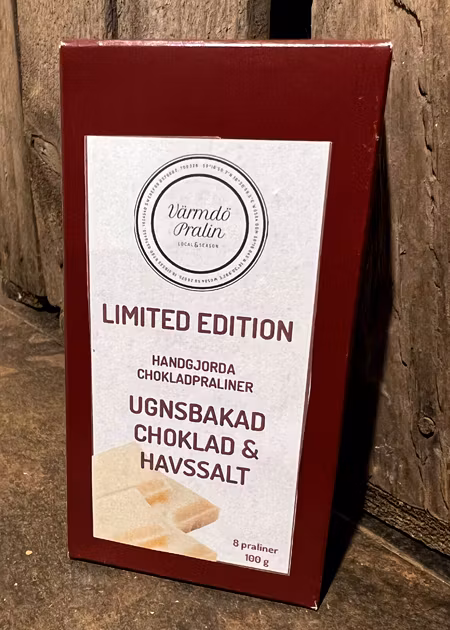 Värmdö
Pralin
LOCAL & SEASON
LIMITED EDITION
HANDGJORDA
CHOKLADPRALINER
UGNSBAKAD
CHOKLAD &
HAVSSALT
8 praliner
100 g